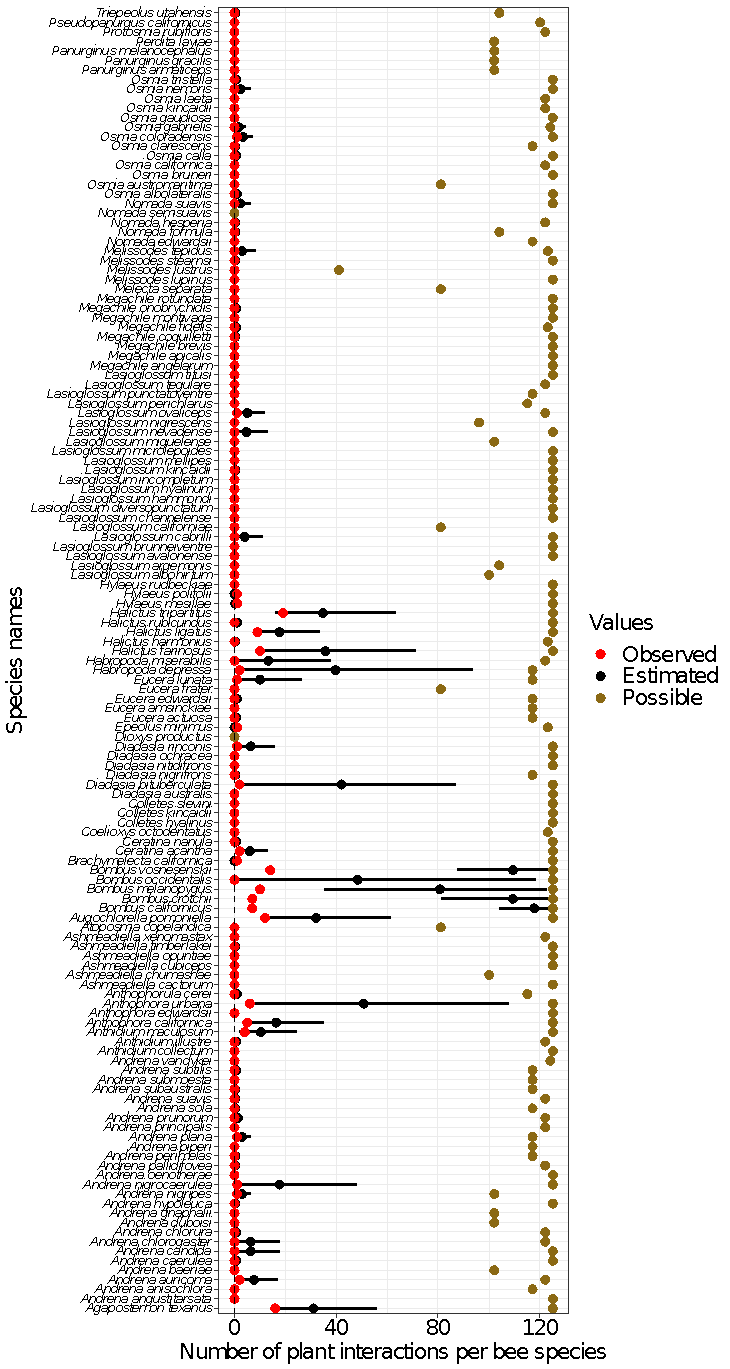 Triepeolus utahensis
Pseudopanurgus californicus
Protosmia rubifloris
Perdita layiae
Panurginus melanocephalus
Panurginus gracilis
Panurginus armaticeps
Osmia tristella
Osmia nemoris
Osmia laeta
Osmia kincaidii
Osmia gaudiosa
Osmia gabrielis
Osmia coloradensis
Osmia clarescens
Osmia calla
Osmia californica
Osmia bruneri
Osmia austromaritima
Osmia albolateralis
Nomada suavis
Nomada semisuavis
Nomada hesperia
Nomada formula
Nomada edwardsii
Melissodes tepidus
Melissodes stearnsi
Melissodes lustrus
Melissodes lupinus
Melecta separata
Megachile rotundata
Megachile onobrychidis
Megachile montivaga
Megachile fidelis
Megachile coquilletti
Megachile brevis
Megachile apicalis
Megachile angelarum
Lasioglossum titusi
Lasioglossum tegulare
Lasioglossum punctatoventre
Lasioglossum perichlarus
Lasioglossum ovaliceps
Lasioglossum nigrescens
Lasioglossum nevadense
Lasioglossum miguelense
Lasioglossum microlepoides
Lasioglossum mellipes
Lasioglossum kincaidii
Lasioglossum incompletum
Lasioglossum hyalinum
Lasioglossum hammondi
Lasioglossum diversopunctatum
Lasioglossum channelense
Lasioglossum californiae
Lasioglossum cabrilli
Lasioglossum brunneiventre
Lasioglossum avalonense
Lasioglossum argemonis
Lasioglossum albohirtum
Hylaeus rudbeckiae
Hylaeus polifolii
Hylaeus mesillae
Halictus tripartitus
Halictus rubicundus
Halictus ligatus
Halictus harmonius
Halictus farinosus
Habropoda miserabilis
Habropoda depressa
Eucera lunata
Eucera frater
Eucera edwardsii
Eucera amsinckiae
Eucera actuosa
Epeolus minimus
Dioxys productus
Diadasia rinconis
Diadasia ochracea
Diadasia nitidifrons
Diadasia nigrifrons
Diadasia bituberculata
Diadasia australis
Colletes slevini
Colletes kincaidii
Colletes hyalinus
Coelioxys octodentatus
Ceratina nanula
Ceratina acantha
Brachymelecta californica
Bombus vosnesenskii
Bombus occidentalis
Bombus melanopygus
Bombus crotchii
Bombus californicus
Augochlorella pomoniella
Atoposmia copelandica
Ashmeadiella xenomastax
Ashmeadiella timberlakei
Ashmeadiella opuntiae
Ashmeadiella cubiceps
Ashmeadiella chumashae
Ashmeadiella cactorum
Anthophorula cerei
Anthophora urbana
Anthophora edwardsii
Anthophora californica
Anthidium maculosum
Anthidium illustre
Anthidium collectum
Andrena vandykei
Andrena subtilis
Andrena submoesta
Andrena subaustralis
Andrena suavis
Andrena sola
Andrena prunorum
Andrena principalis
Andrena plana
Andrena piperi
Andrena perimelas
Andrena pallidifovea
Andrena oenotherae
Andrena nigrocaerulea
Andrena nigripes
Andrena hypoleuca
Andrena gnaphalii
Andrena duboisi
Andrena chlorura
Andrena chlorogaster
Andrena candida
Andrena caerulea
Andrena baeriae
Andrena auricoma
Andrena anisochlora
Andrena angustitarsata
Agapostemon texanus
Species names
0 40 80 120
Number of plant interactions per bee species
Values
Observed
Estimated
Possible